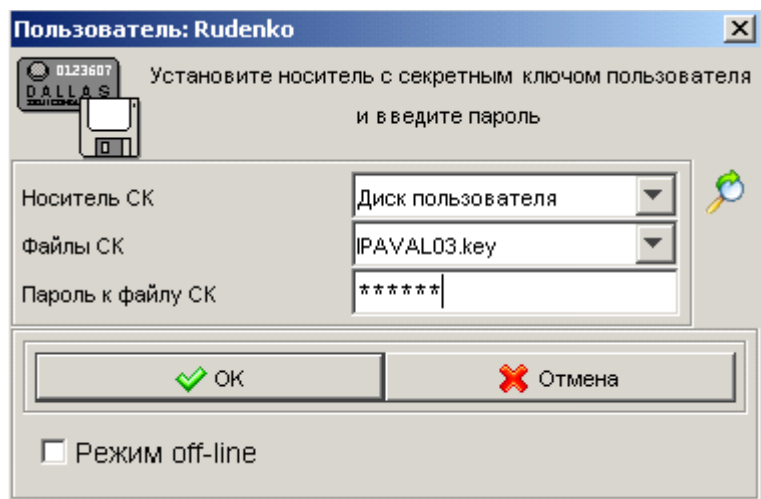 Пользователь: Rudenko
0123607
DALLAS
Установите носитель с секретным ключом пользователя
и введите пароль
Носитель СК
Диск пользователя
Файлы СК
IPAVAL03.key
Пароль к файлу СК
******
OK
Отмена
Режим off-line